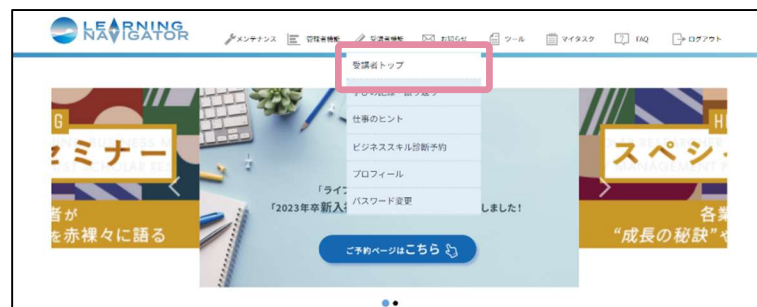 LEARNING
NAVIGATOR
メンテナンス
管理者機能
受講者機能
お知らせ
ツール
マイタスク
FAQ
ログアウト
受講者トップ
仕事のヒント
ビジネススキル診断予約
プロフィール
パスワード変更
G
セミナー
者が
を赤裸々に語る
「ライフ
「2023年卒新入社
しました!
ご予約ページはこちら
スペシ
各業
“成長の秘訣”